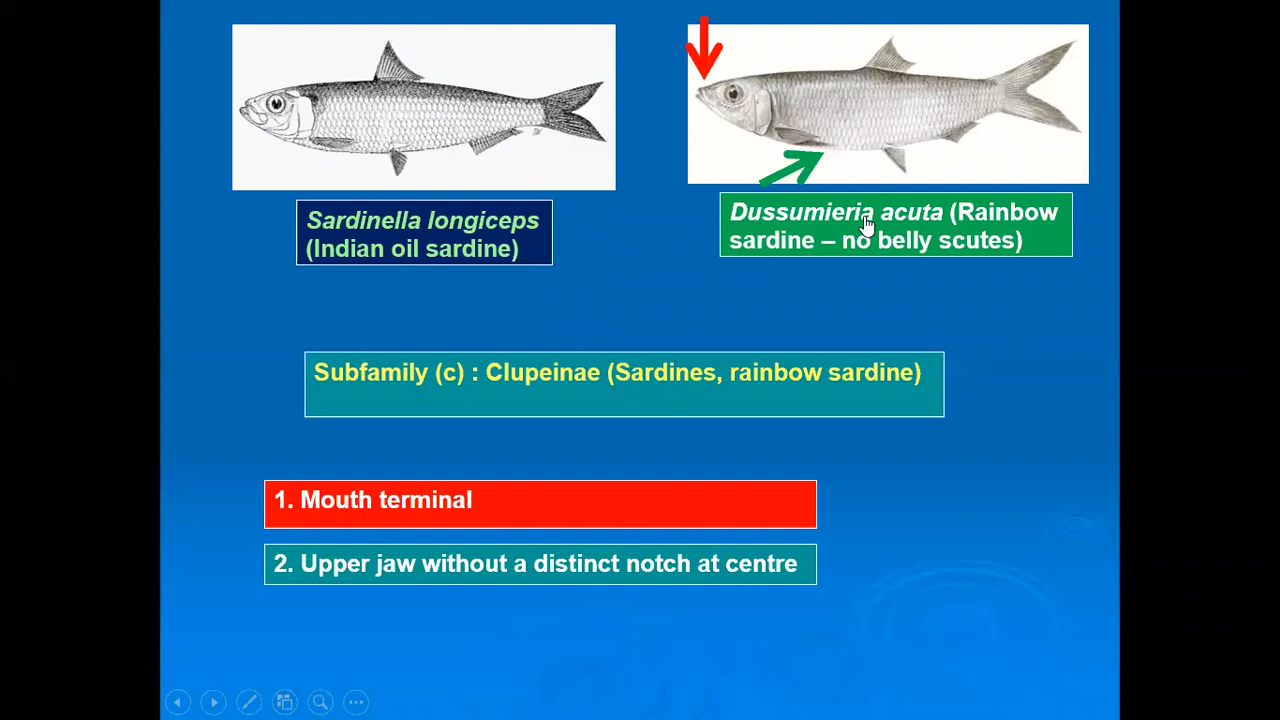 Sardinella longiceps
(Indian oil sardine)
Dussumieria acuta (Rainbow
sardine – no belly scutes)
Subfamily (c) : Clupeinae (Sardines, rainbow sardine)
1. Mouth terminal
2. Upper jaw without a distinct notch at centre